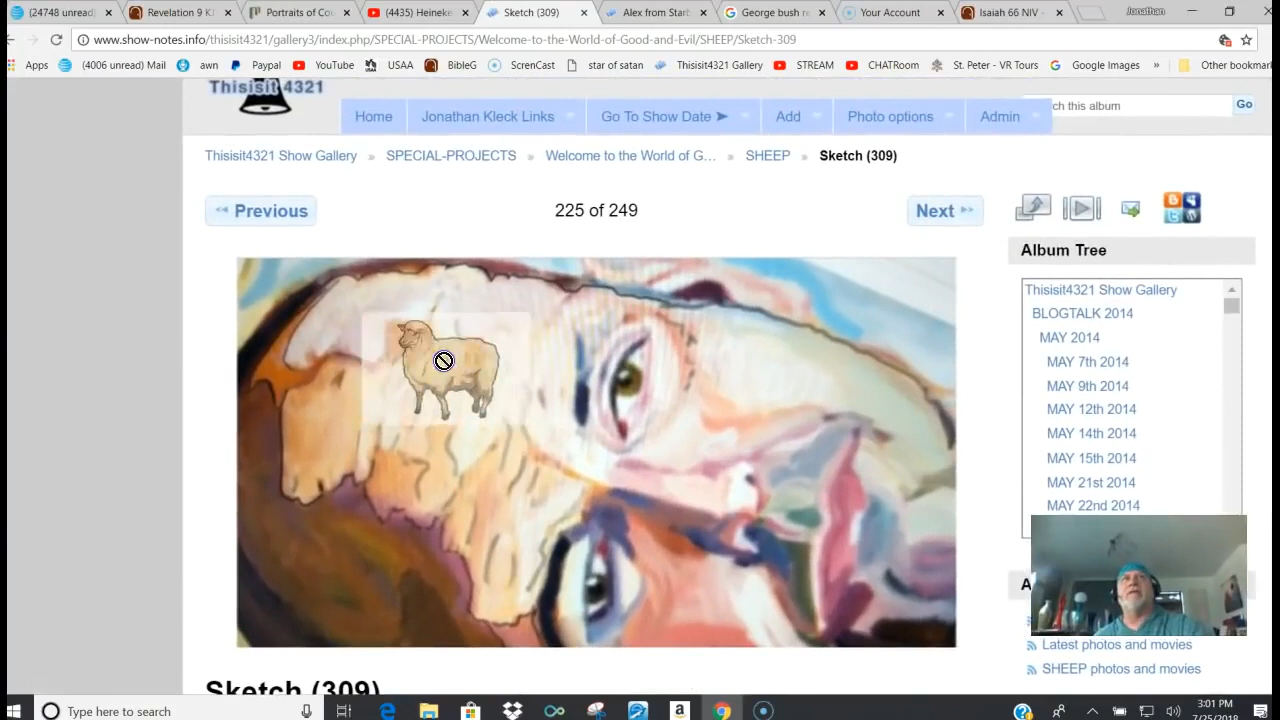 (24748 unread)
Revelation 9 KJ
Portraits of Cou
(4435) Heineke
Sketch (309)
Alex from Starb
George bush re
Your Account
Isaiah 66 NIV -
Jonathan
www.show-notes.info/thisisit4321/gallery3/index.php/SPECIAL-PROJECTS/Welcome-to-the-World-of-Good-and-Evil/SHEEP/Sketch-309
Apps
(4006 unread) Mail
awn
Paypal
YouTube
USAA
BibleG
ScrenCast
star of satan
Thisisit4321 Gallery
STREAM
CHATRoom
St. Peter - VR Tours
Google Images
»
Other bookmar
Thisisit 4321
Home
Jonathan Kleck Links
Go To Show Date ➤
Add
Photo options
Admin
ch this album
Go
Thisisit4321 Show Gallery » SPECIAL-PROJECTS » Welcome to the World of G... » SHEEP » Sketch (309)
Previous
225 of 249
Next
Album Tree
Thisisit4321 Show Gallery
BLOGTALK 2014
MAY 2014
MAY 7th 2014
MAY 9th 2014
MAY 12th 2014
MAY 14th 2014
MAY 15th 2014
MAY 21st 2014
MAY 22nd 2014
Latest photos and movies
SHEEP photos and movies
Sketch (309)
Type here to search
3:01 PM
7/25/2018